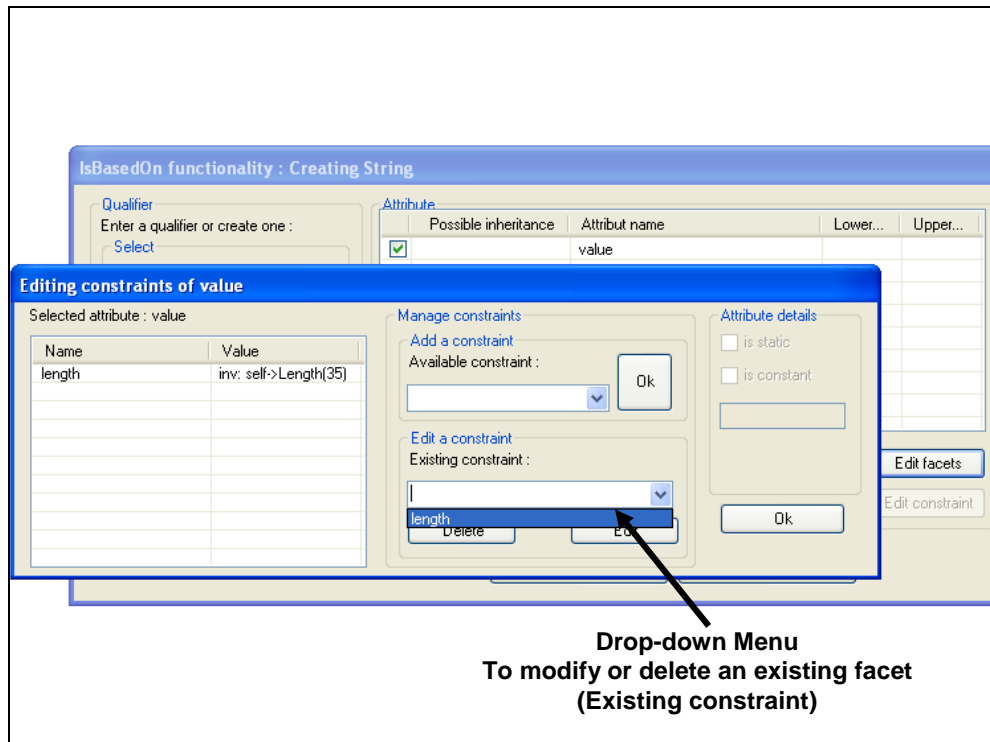 IsBasedOn functionality : Creating String
Qualifier
Enter a qualifier or create one :
Select
Attribute
Possible inheritance Attribut name Lower... Upper...
value
Editing constraints of value
Selected attribute : value
Name Value
length inv: self->Length(35)
Manage constraints
Add a constraint
Available constraint :
Ok
Edit a constraint
Existing constraint :
length
Delete
Attribute details
is static
is constant
Ok
Edit facets
Edit constraint
Drop-down Menu
To modify or delete an existing facet
(Existing constraint)